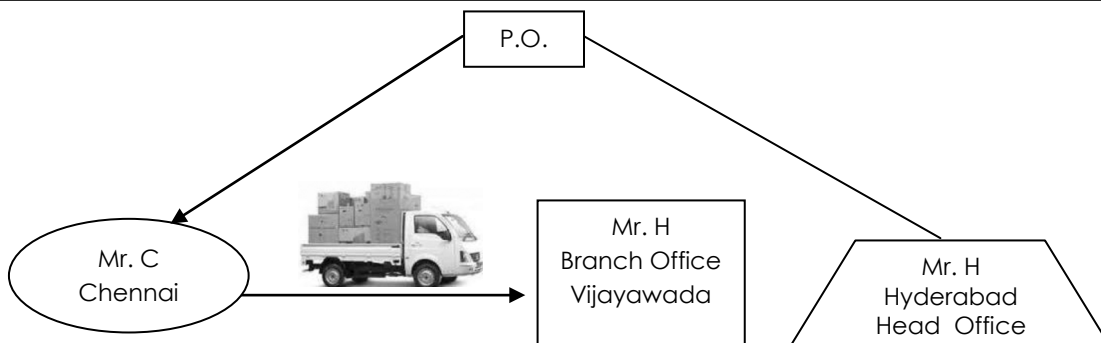 P.O.
Mr. C
Chennai
Mr. H
Branch Office
Vijayawada
Mr. H
Hyderabad
Head Office